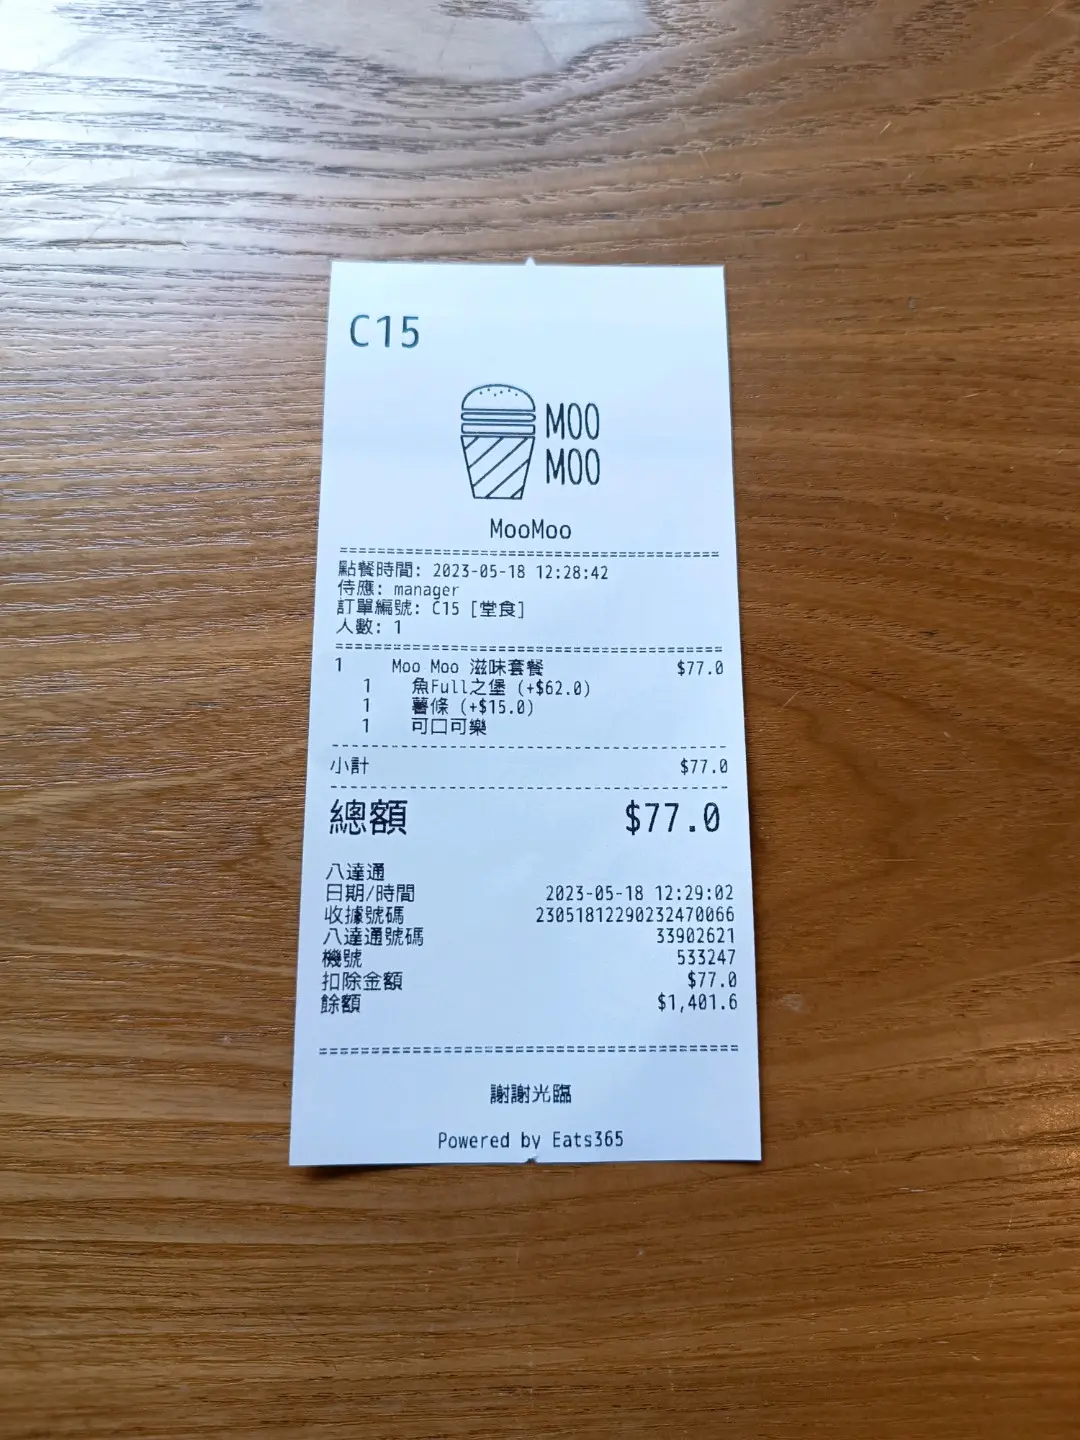 C15
MOO
MOO
MooMoo
點餐時間: 2023-05-18 12:28:42
侍應: manager
訂單編號: C15 [堂食]
人數: 1
1 Moo Moo 滋味套餐 $77.0
1 魚Full之堡 (+$62.0)
1 薯條 (+$15.0)
1 可口可樂
小計 $77.0
總額 $77.0
八達通
日期/時間 2023-05-18 12:29:02
收據號碼 23051812290232470066
八達通號碼 33902621
機號 533247
扣除金額 $77.0
餘額 $1,401.6
謝謝光臨
Powered by Eats365